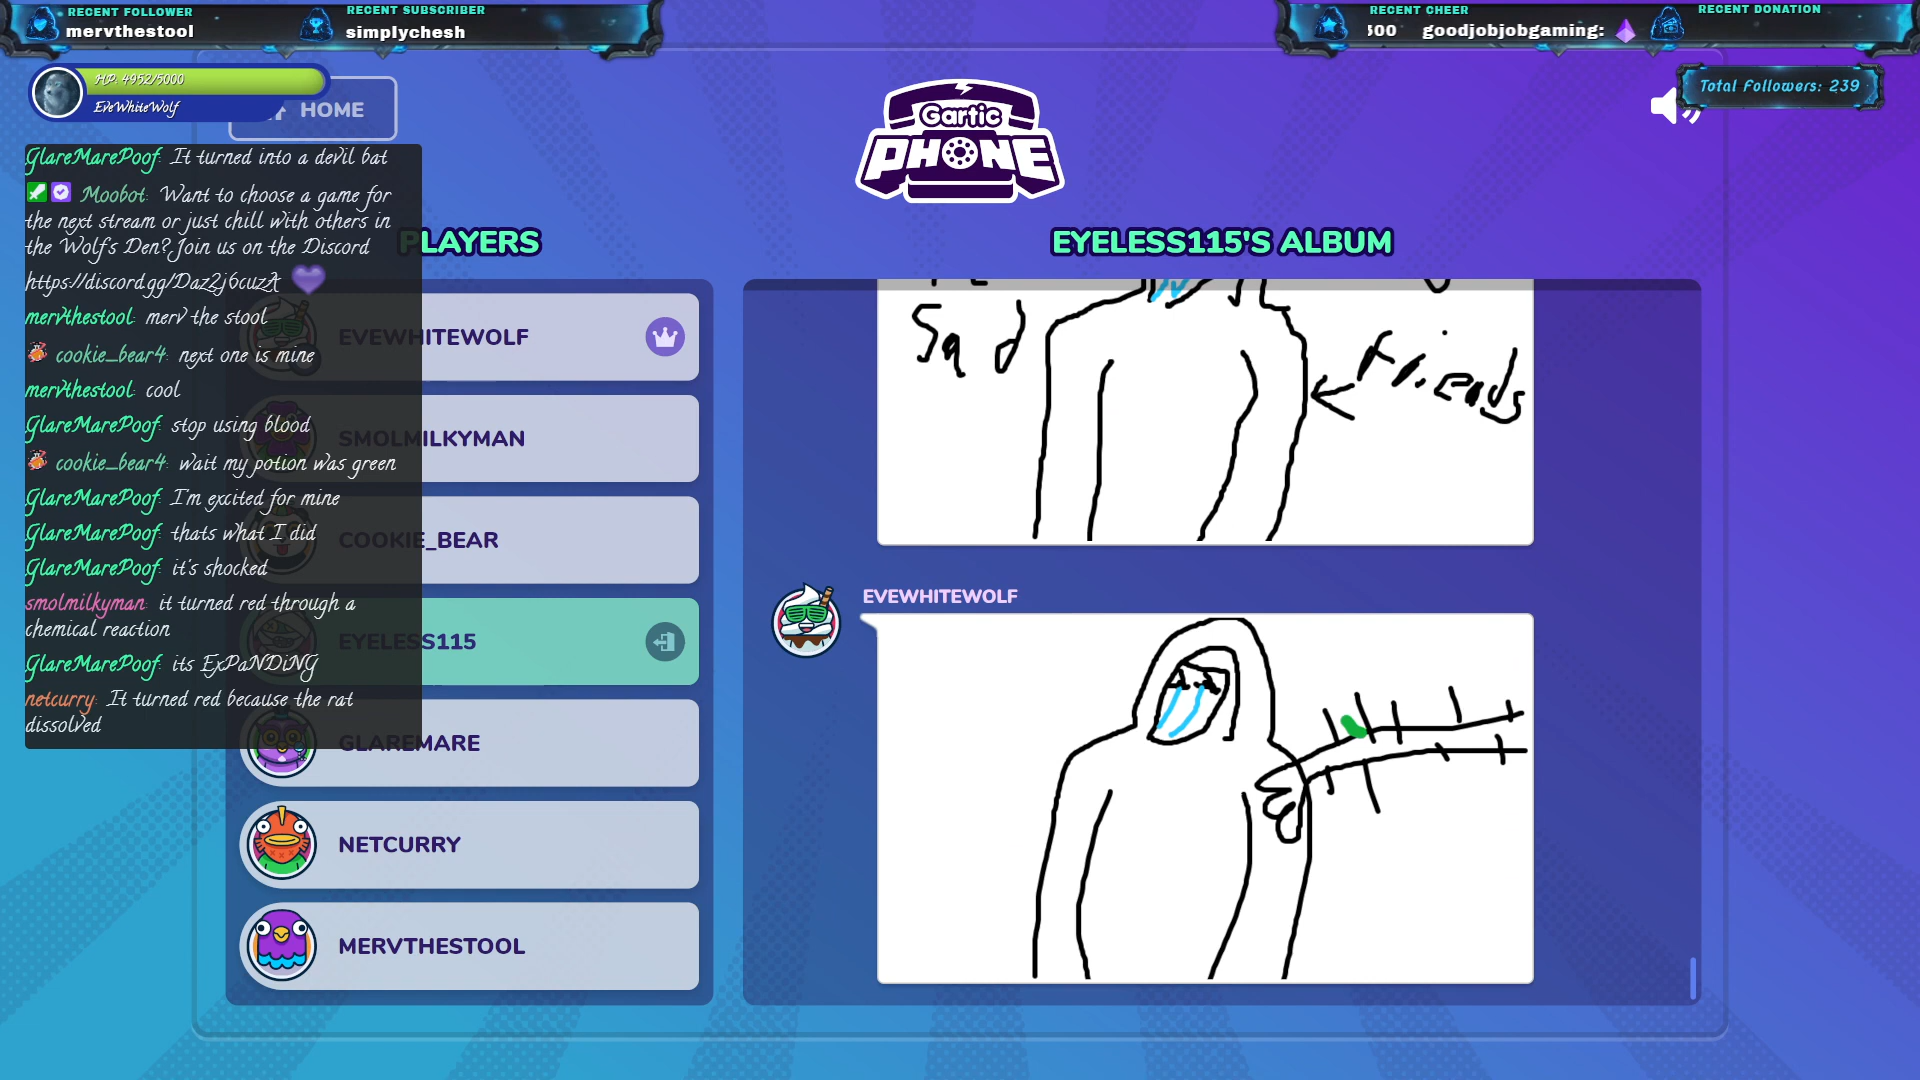 RECENT FOLLOWER
mervthestool
RECENT SUBSCRIBER
simplychesh
RECENT CHEER
500 goodjobjobgaming:
RECENT DONATION
HP: 4952/5000
EveWhiteWolf
HOME
Gartic
PHONE
Total Followers: 239
GlareMarePoof: It turned into a devil bat
Moobot: Want to choose a game for
the next stream or just chill with others in
the Wolf's Den? Join us on the Discord
https://discord.gg/Daz2j6cuzA
mervthestool: merv the stool
cookie_bear4: next one is mine
mervthestool: cool
GlareMarePoof: stop using blood
cookie_bear4: wait my potion was green
GlareMarePoof: I'm excited for mine
GlareMarePoof: thats what I did
GlareMarePoof: it's shocked
smolmilkyman: it turned red through a
chemical reaction
GlareMarePoof: its ExPaNDiNG
netcurry: It turned red because the rat
dissolved
PLAYERS
EVEWHITEWOLF
SMOLMILKYMAN
COOKIE_BEAR
EYELESS115
GLAREMARE
NETCURRY
MERVTHESTOOL
EYELESS115'S ALBUM
Sad
friends
EVEWHITEWOLF